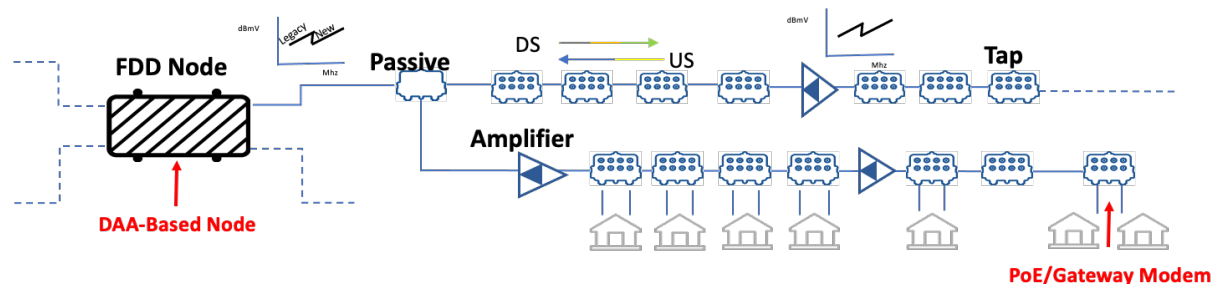 dBmV
Legacy
New
Mhz
FDD Node
Passive
DS
US
dBmV
Mhz
Tap
Amplifier
DAA-Based Node
PoE/Gateway Modem